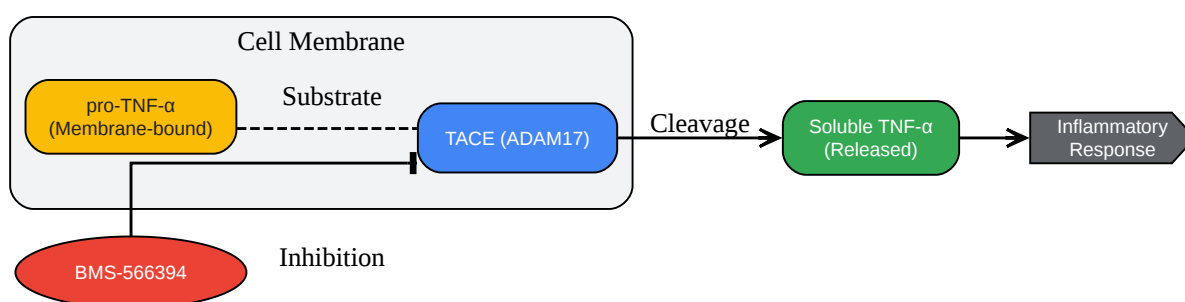 Cell Membrane
pro-TNF-α
(Membrane-bound)
Substrate
TACE (ADAM17)
Cleavage
Soluble TNF-α
(Released)
Inflammatory
Response
BMS-566394
Inhibition